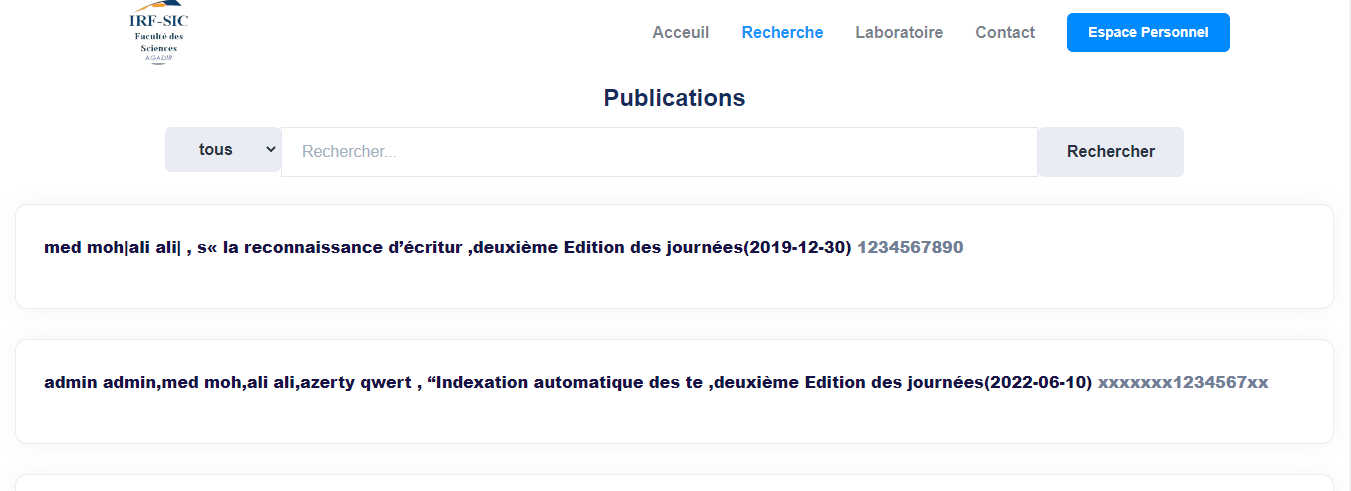 IRF-SIC
Faculté des
Sciences
AGADIR
Acceuil Recherche Laboratoire Contact Espace Personnel
Publications
tous Rechercher... Rechercher
med moh|ali ali| , s« la reconnaissance d’écritur ,deuxième Edition des journées(2019-12-30) 1234567890
admin admin,med moh,ali ali,azerty qwert , “Indexation automatique des te ,deuxième Edition des journées(2022-06-10) xxxxxxx1234567xx